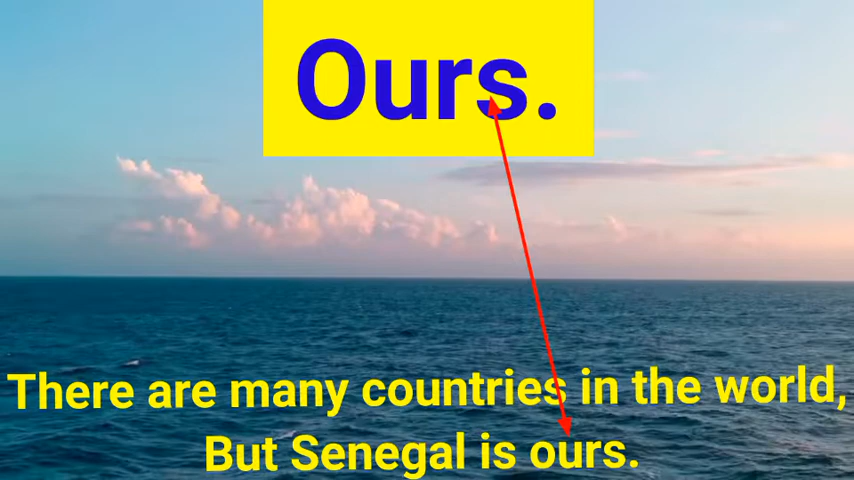 Ours.
There are many countries in the world,
But Senegal is ours.